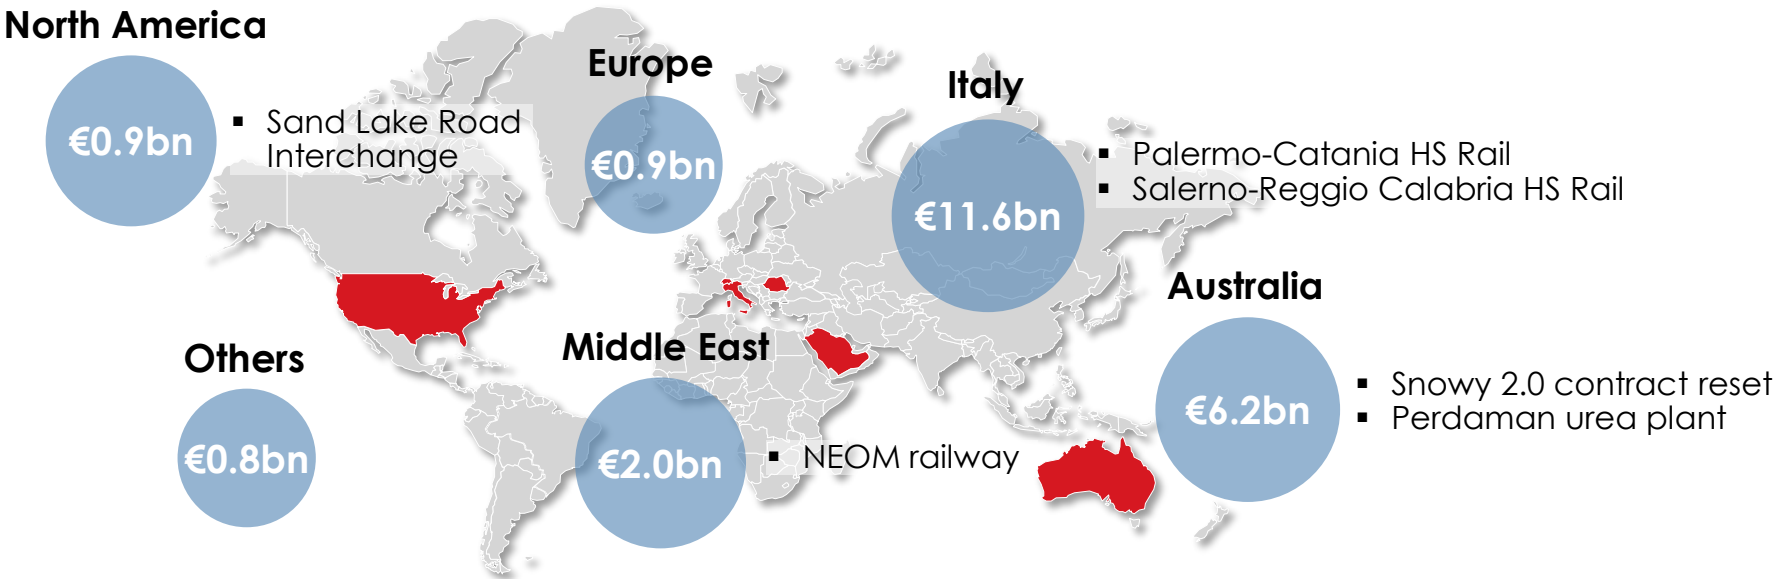 North America
€0.9bn
▪ Sand Lake Road
Interchange
Europe
€0.9bn
Italy
€11.6bn
▪ Palermo-Catania HS Rail
▪ Salerno-Reggio Calabria HS Rail
Others
€0.8bn
Middle East
€2.0bn
▪ NEOM railway
Australia
€6.2bn
▪ Snowy 2.0 contract reset
▪ Perdaman urea plant